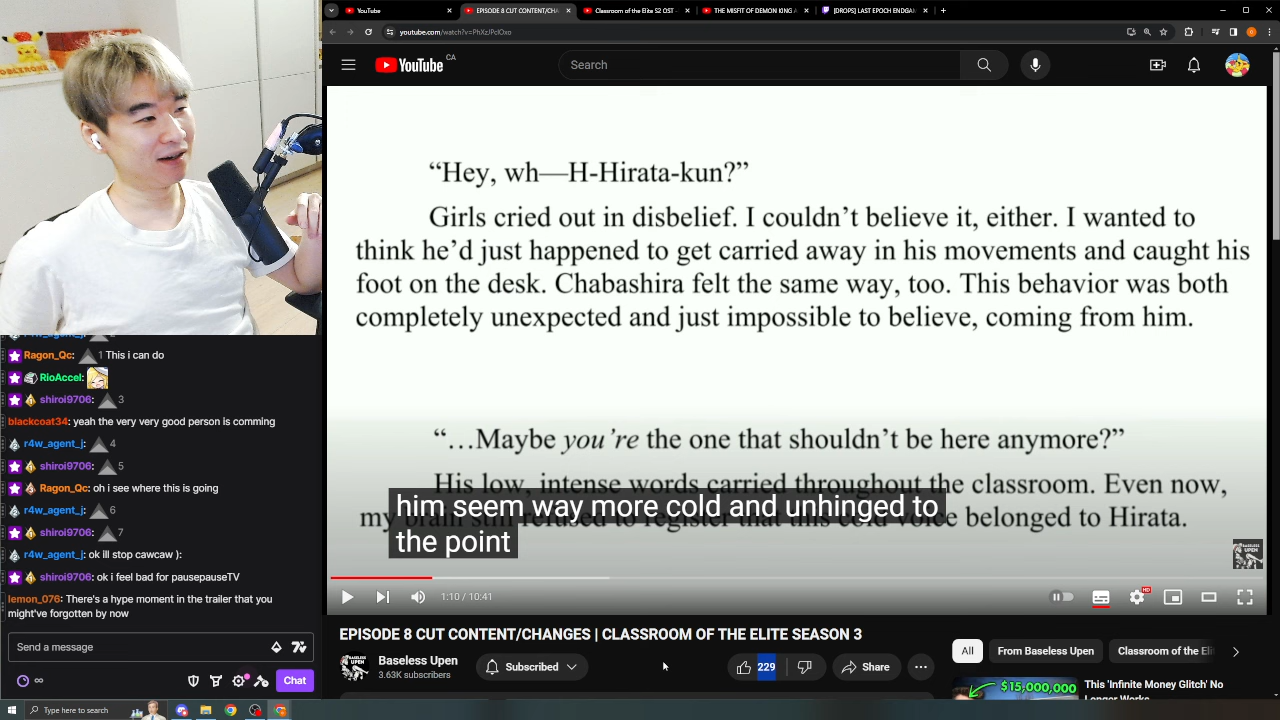 YouTube
EPISODE 8 CUT CONTENT/CHA
Classroom of the Elite S2 OST -
THE MISFIT OF DEMON KING A
[DROPS] LAST EPOCH ENDGAM
youtube.com/watch?v=PhXzJPclOxo
YouTube CA
Search
“Hey, wh—H-Hirata-kun?”
Girls cried out in disbelief. I couldn’t believe it, either. I wanted to
think he’d just happened to get carried away in his movements and caught his
foot on the desk. Chabashira felt the same way, too. This behavior was both
completely unexpected and just impossible to believe, coming from him.
“…Maybe you’re the one that shouldn’t be here anymore?”
His low, intense words carried throughout the classroom. Even now,
my brain still refused to register that this cold voice belonged to Hirata.
him seem way more cold and unhinged to
the point
BASELESS UPEN
1:10 / 10:41
HD
EPISODE 8 CUT CONTENT/CHANGES | CLASSROOM OF THE ELITE SEASON 3
Baseless Upen
3.63K subscribers
Subscribed
229
Share
All
From Baseless Upen
Classroom of the Eli
$15,000,000
This 'Infinite Money Glitch' No
Longer Works
Ragon_Qc: 1 This i can do
RioAccel:
shiroi9706: 3
blackcoat34: yeah the very very good person is comming
r4w_agent_j: 4
shiroi9706: 5
Ragon_Qc: oh i see where this is going
r4w_agent_j: 6
shiroi9706: 7
r4w_agent_j: ok ill stop cawcaw ):
shiroi9706: ok i feel bad for pausepauseTV
lemon_076: There's a hype moment in the trailer that you
might've forgotten by now
Send a message
∞
Chat
Type here to search